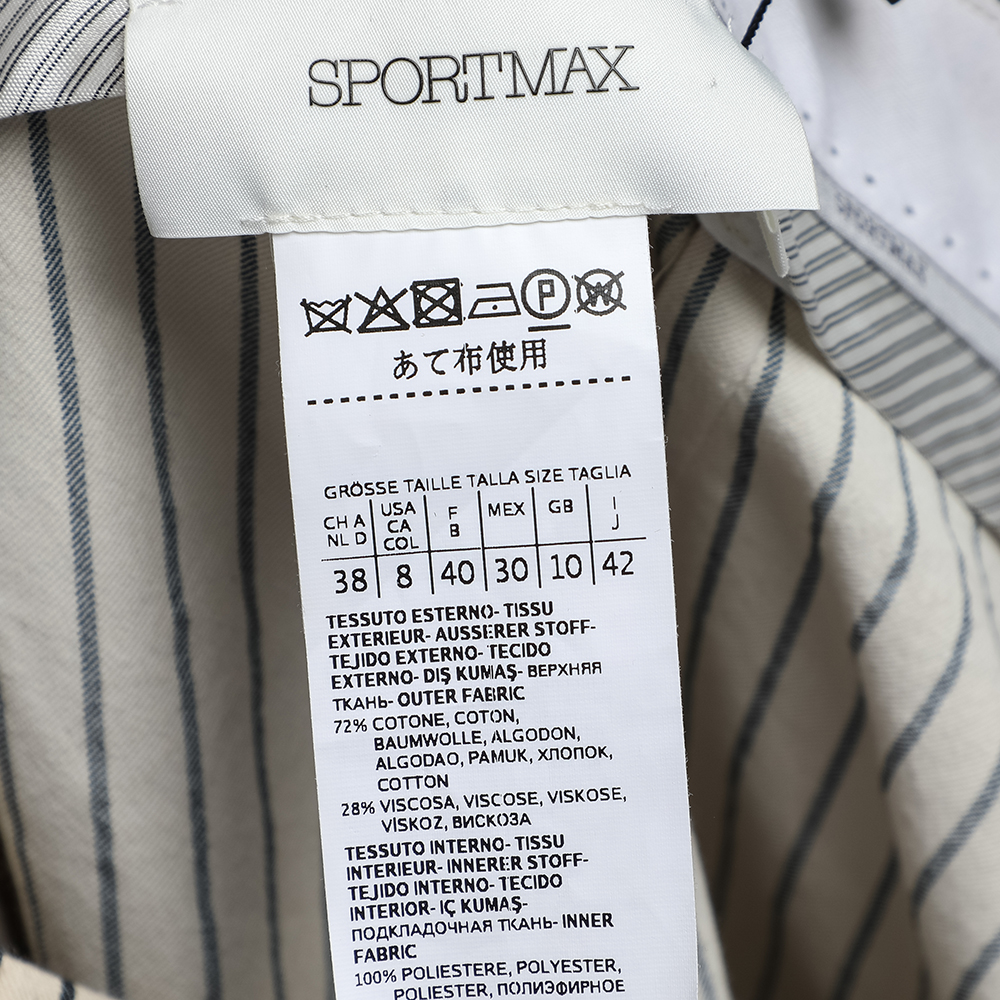 SPORTMAX
SPORTMAX
P W
あて布使用
GRÖSSE TAILLE TALLA SIZE TAGLIA
CH A NL D USA CA COL F B MEX GB I J
38 8 40 30 10 42
TESSUTO ESTERNO- TISSU
EXTERIEUR- AUSSERER STOFF-
TEJIDO EXTERNO- TECIDO
EXTERNO- DIŞ KUMAŞ- ВЕРХНЯЯ
ТКАНЬ- OUTER FABRIC
72% COTONE, COTON,
BAUMWOLLE, ALGODON,
ALGODAO, PAMUK, ХЛОПОК,
COTTON
28% VISCOSA, VISCOSE, VISKOSE,
VİSKOZ, ВИСКОЗА
TESSUTO INTERNO- TISSU
INTERIEUR- INNERER STOFF-
TEJIDO INTERNO- TECIDO
INTERIOR- IÇ KUMAŞ-
ПОДКЛАДОЧНАЯ ТКАНЬ- INNER
FABRIC
100% POLIESTERE, POLYESTER,
POLIESTER, ПОЛИЭФИРНОЕ